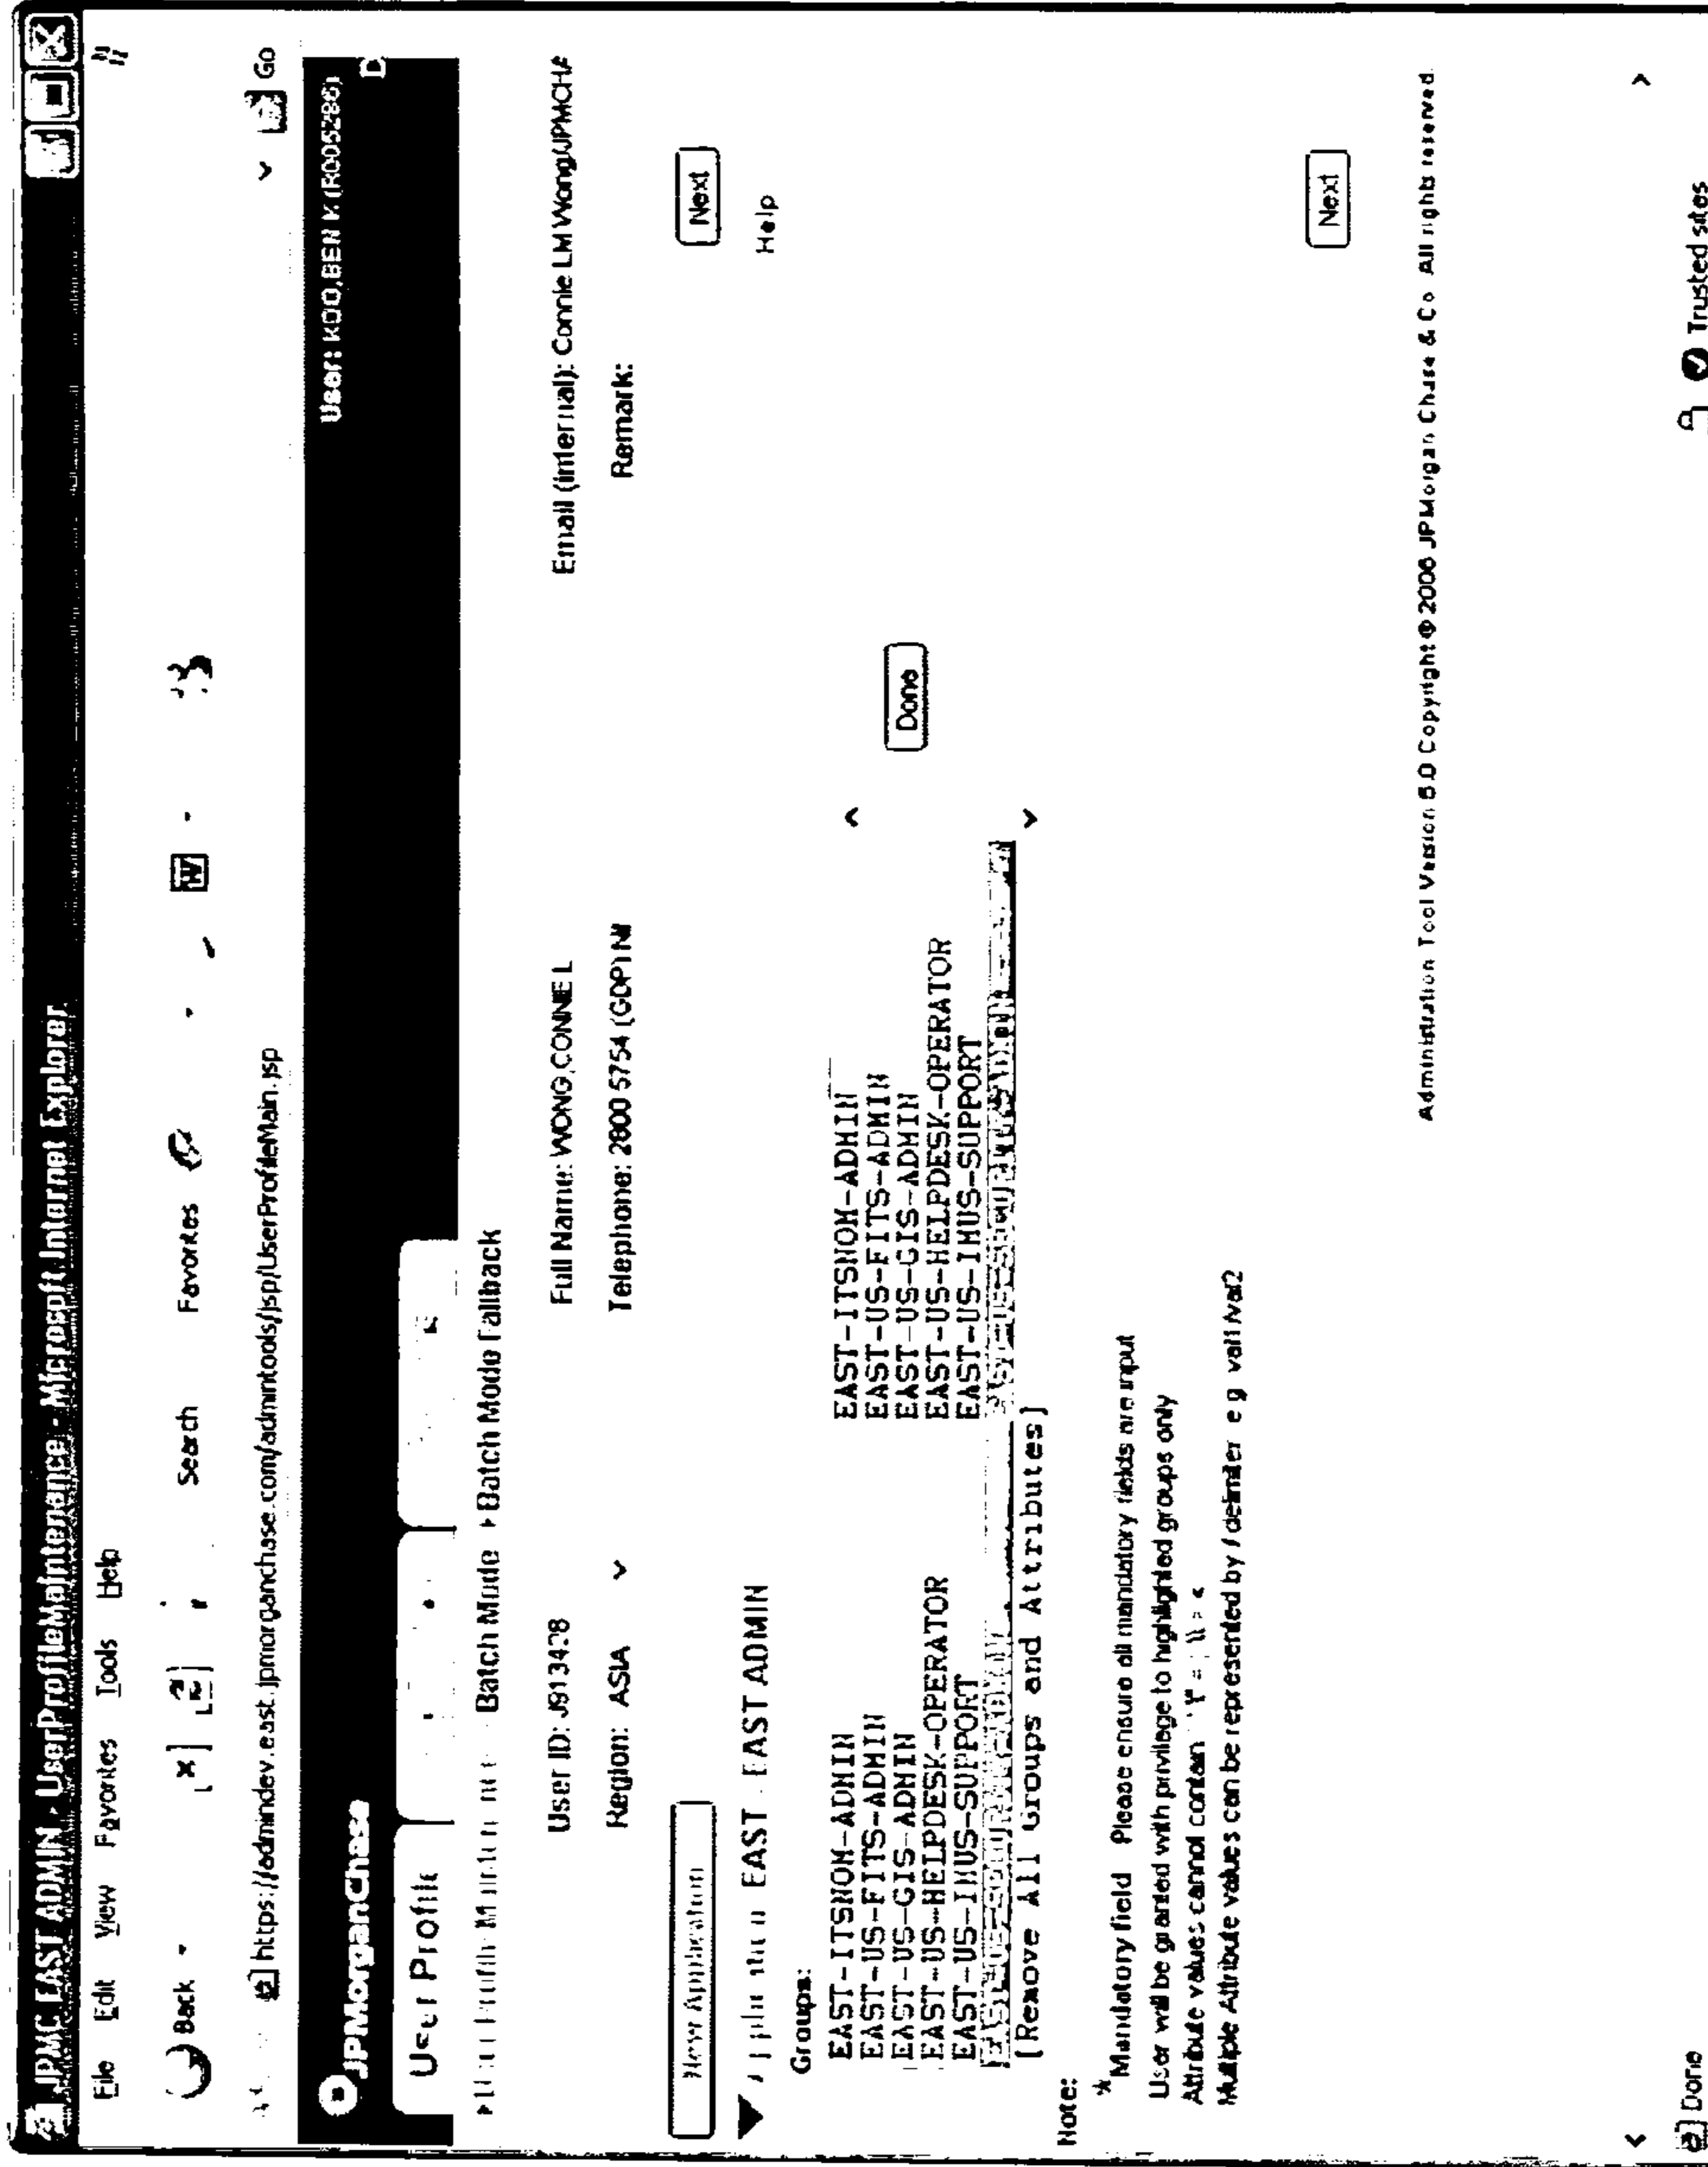 JPMC EAST ADMIN - UserProfileMaintenance - Microsoft Internet Explorer
File Edit View Favorites Tools Help
Back Search Favorites
https://admindev.east.jpmorganchase.com/admintools/jsp/UserProfileMain.jsp Go
JPMorganChase User: KOO,BEN K (R005286)
User Profile
Batch Mode Batch Mode Fallback
User ID: J913428 Full Name: WONG,CONNIE L Email (internal): Connie LM Wong/JPMCHA
Region: ASIA Telephone: 2800 5754 (GDP) N Remark:
New Application Next
EAST - EAST ADMIN Help
Groups:
EAST-ITSNOM-ADMIN EAST-ITSNOM-ADMIN
EAST-US-FITS-ADMIN EAST-US-FITS-ADMIN
EAST-US-GIS-ADMIN EAST-US-GIS-ADMIN
EAST-US-HELPDESK-OPERATOR EAST-US-HELPDESK-OPERATOR
EAST-US-IMUS-SUPPORT EAST-US-IMUS-SUPPORT
Done
[Remove All Groups and Attributes]
Note:
* Mandatory field Please ensure all mandatory fields are input
User will be granted with privilege to highlighted groups only
Attribute values cannot contain
Multiple Attribute values can be represented by / delimiter e g val1/val2
Next
Administration Tool Version 6.0 Copyright © 2006 JPMorgan Chase & Co All rights reserved.
Done Trusted sites